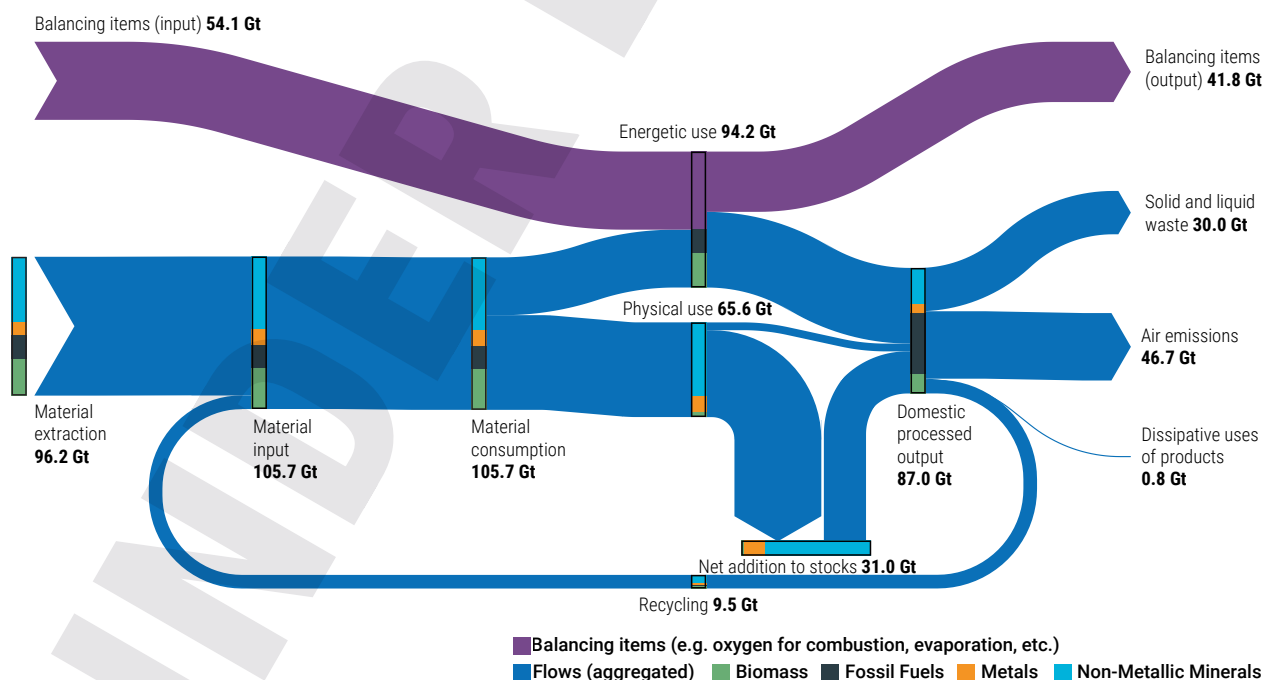 Balancing items (input) 54.1 Gt
Balancing items
(output) 41.8 Gt
Energetic use 94.2 Gt
Solid and liquid
waste 30.0 Gt
Physical use 65.6 Gt
Air emissions
46.7 Gt
Material
extraction
96.2 Gt
Material
input
105.7 Gt
Material
consumption
105.7 Gt
Domestic
processed
output
87.0 Gt
Dissipative uses
of products
0.8 Gt
Net addition to stocks 31.0 Gt
Recycling 9.5 Gt
Balancing items (e.g. oxygen for combustion, evaporation, etc.)
Flows (aggregated) Biomass Fossil Fuels Metals Non-Metallic Minerals
UNDER